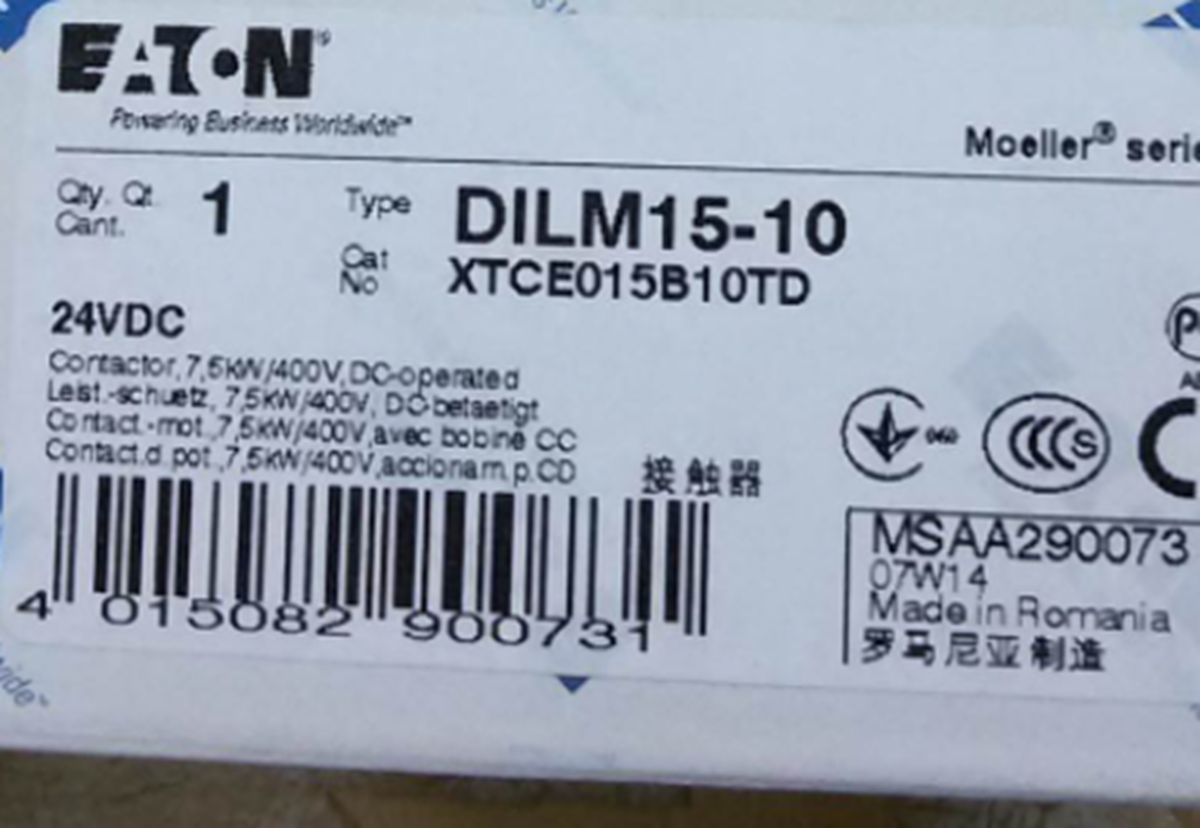 EATON®
Powering Business Worldwide™
Moeller® serie
Qty. Qt.
Cant.
1
Type
DILM15-10
Cat
No
XTCE015B10TD
24VDC
Contactor,7,5kW/400V,DC-operated
Leist.-schuetz, 7,5kW/400V, DC-betaetigt
Contact.-mot.,7,5kW/400V,avec bobine CC
Contact.d.pot.,7,5kW/400V,accionam.p.CD
接触器
060
CCC S
4 015082 900731
MSAA290073
07W14
Made in Romania
罗马尼亚制造